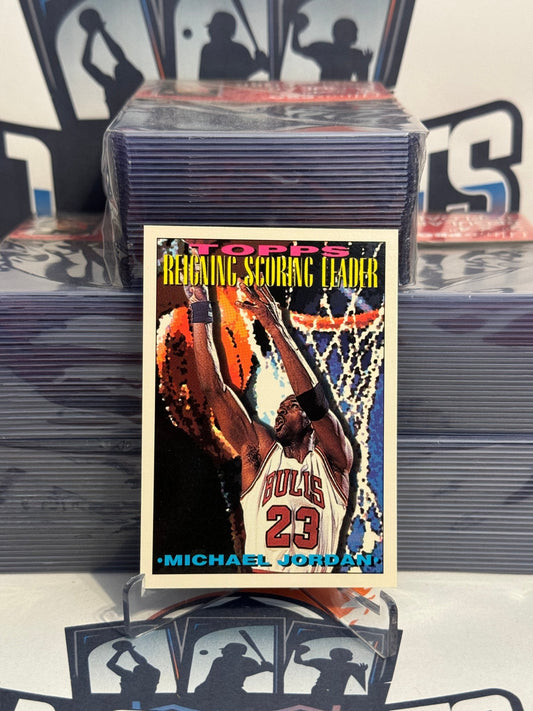 TOPPS
REIGNING SCORING LEADER
BULLS
23
•MICHAEL JORDAN•